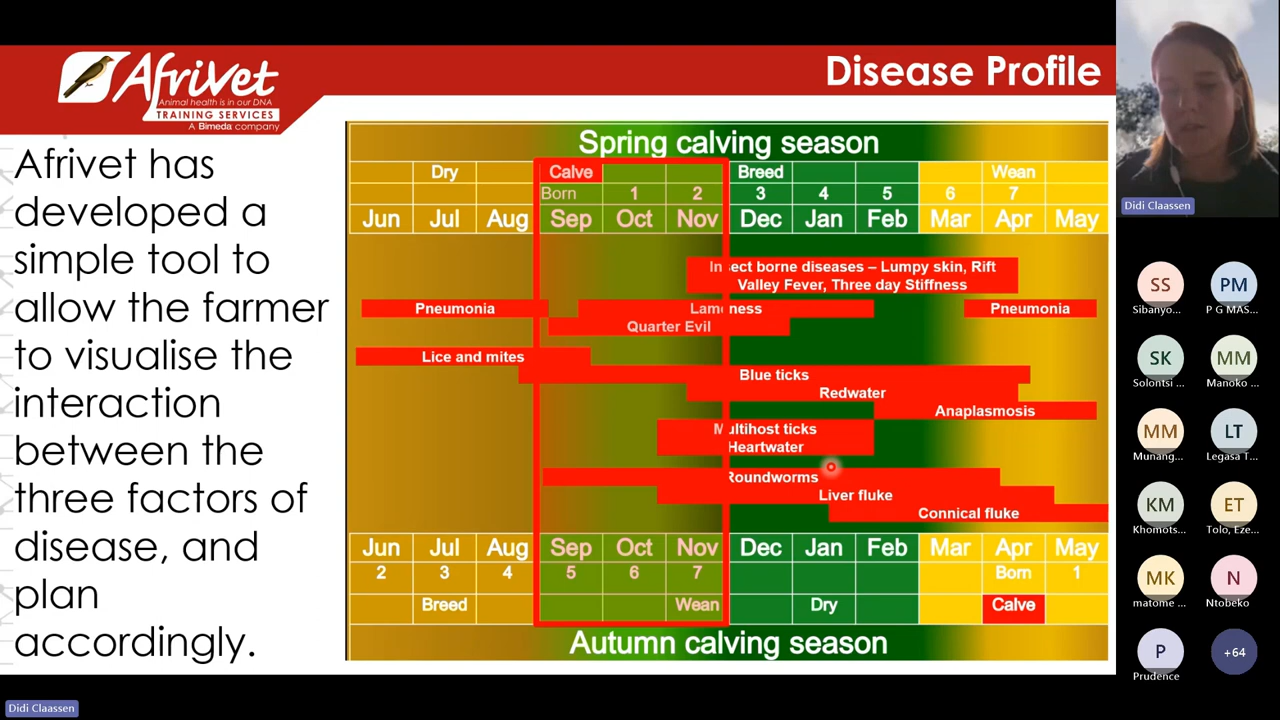 Afrivet
Animal health is in our DNA
TRAINING SERVICES
A Bimeda company
Disease Profile
Afrivet has
developed a
simple tool to
allow the farmer
to visualise the
interaction
between the
three factors of
disease, and
plan
accordingly.
Spring calving season
Dry Calve Breed Wean
Born 1 2 3 4 5 6 7
Jun Jul Aug Sep Oct Nov Dec Jan Feb Mar Apr May
Insect borne diseases – Lumpy skin, Rift
Valley Fever, Three day Stiffness
Pneumonia Lameness Pneumonia
Quarter Evil
Lice and mites
Blue ticks
Redwater
Anaplasmosis
Multihost ticks
Heartwater
Roundworms
Liver fluke
Connical fluke
Jun Jul Aug Sep Oct Nov Dec Jan Feb Mar Apr May
2 3 4 5 6 7 Born 1
Breed Wean Dry Calve
Autumn calving season
Didi Claassen
Didi Claassen
SS PM
Sibanyo... P G MAS...
SK MM
Solontsi ... Manoko ...
MM LT
Munang... Legasa T...
KM ET
Khomots... Tolo, Eze...
MK N
matome ... Ntobeko
P +64
Prudence